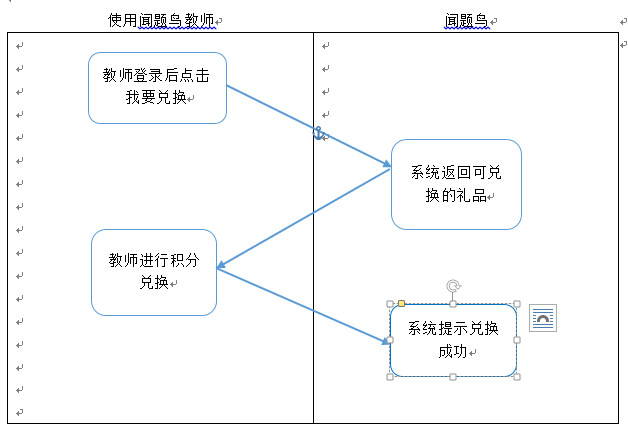 使用闻题鸟教师
闻题鸟
教师登录后点击
我要兑换
系统返回可兑
换的礼品
教师进行积分
兑换
系统提示兑换
成功